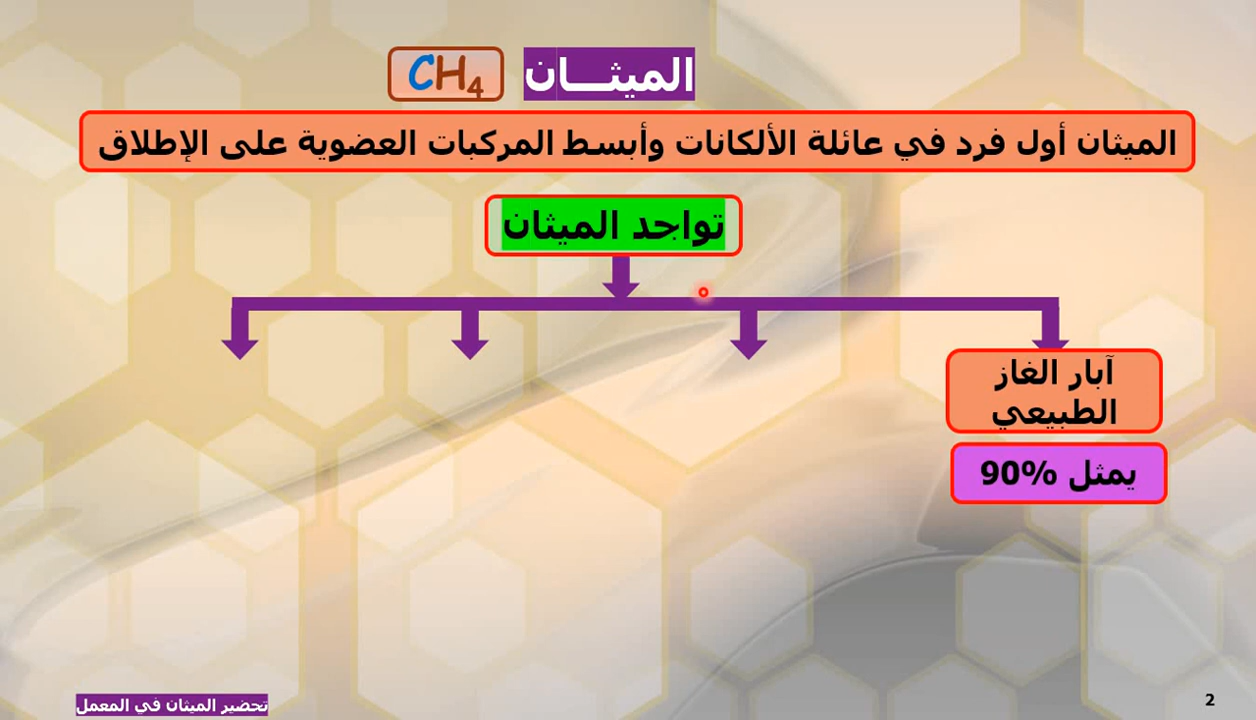 الميثـــان CH4
الميثان أول فرد في عائلة الألكانات وأبسط المركبات العضوية على الإطلاق
تواجد الميثان
آبار الغاز
الطبيعي
يمثل %90
تحضير الميثان في المعمل
2